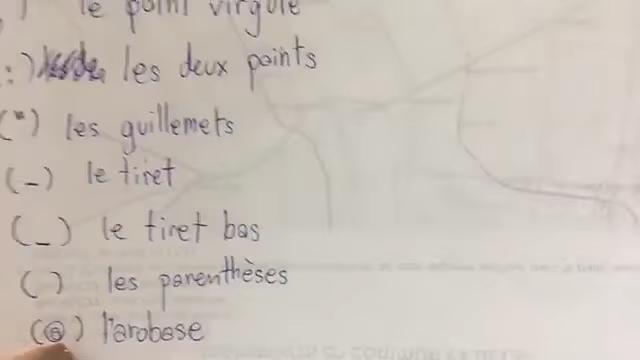 le point virgule
:) les deux points
(") les guillemets
(-) le tiret
(_) le tiret bas
( ) les parenthèses
(@) l'arobase